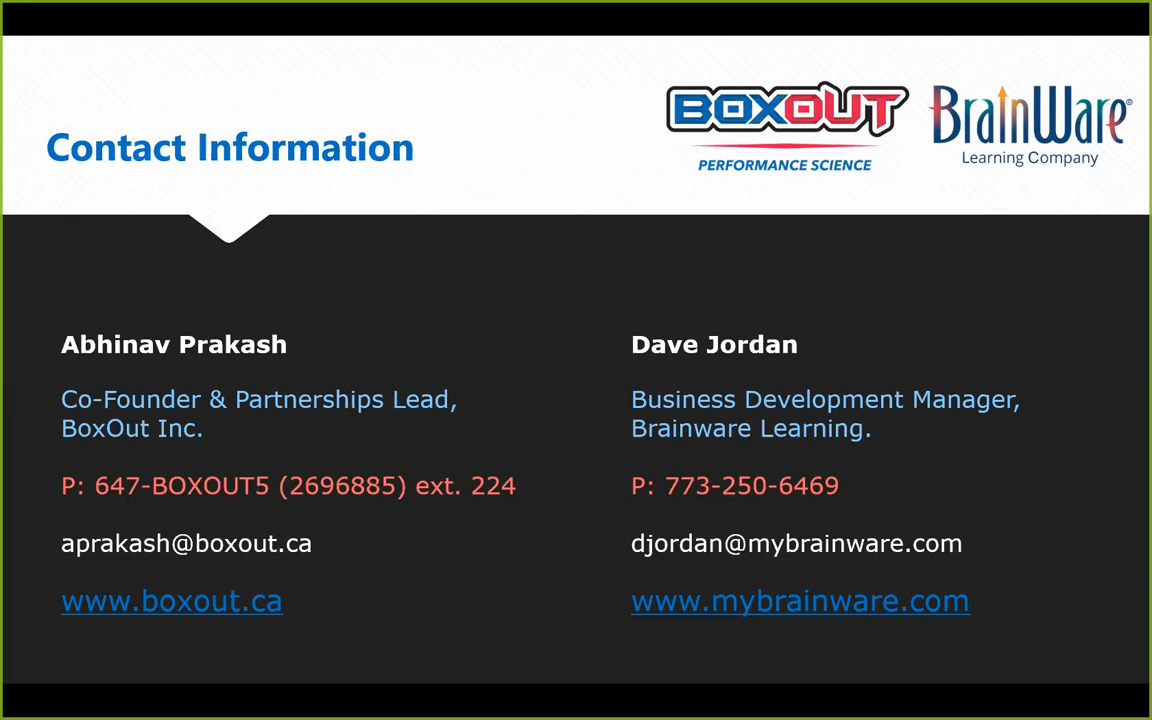 Contact Information
BOXOUT
PERFORMANCE SCIENCE
BrainWare®
Learning Company
Abhinav Prakash
Co-Founder & Partnerships Lead,
BoxOut Inc.
P: 647-BOXOUT5 (2696885) ext. 224
aprakash@boxout.ca
www.boxout.ca
Dave Jordan
Business Development Manager,
Brainware Learning.
P: 773-250-6469
djordan@mybrainware.com
www.mybrainware.com